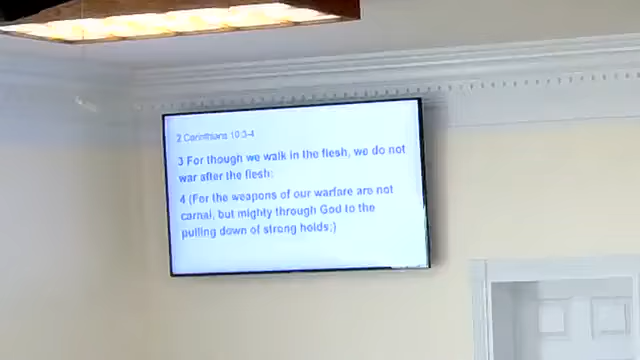 2 Corinthians 10:3-4
3 For though we walk in the flesh, we do not
war after the flesh:
4 (For the weapons of our warfare are not
carnal, but mighty through God to the
pulling down of strong holds;)